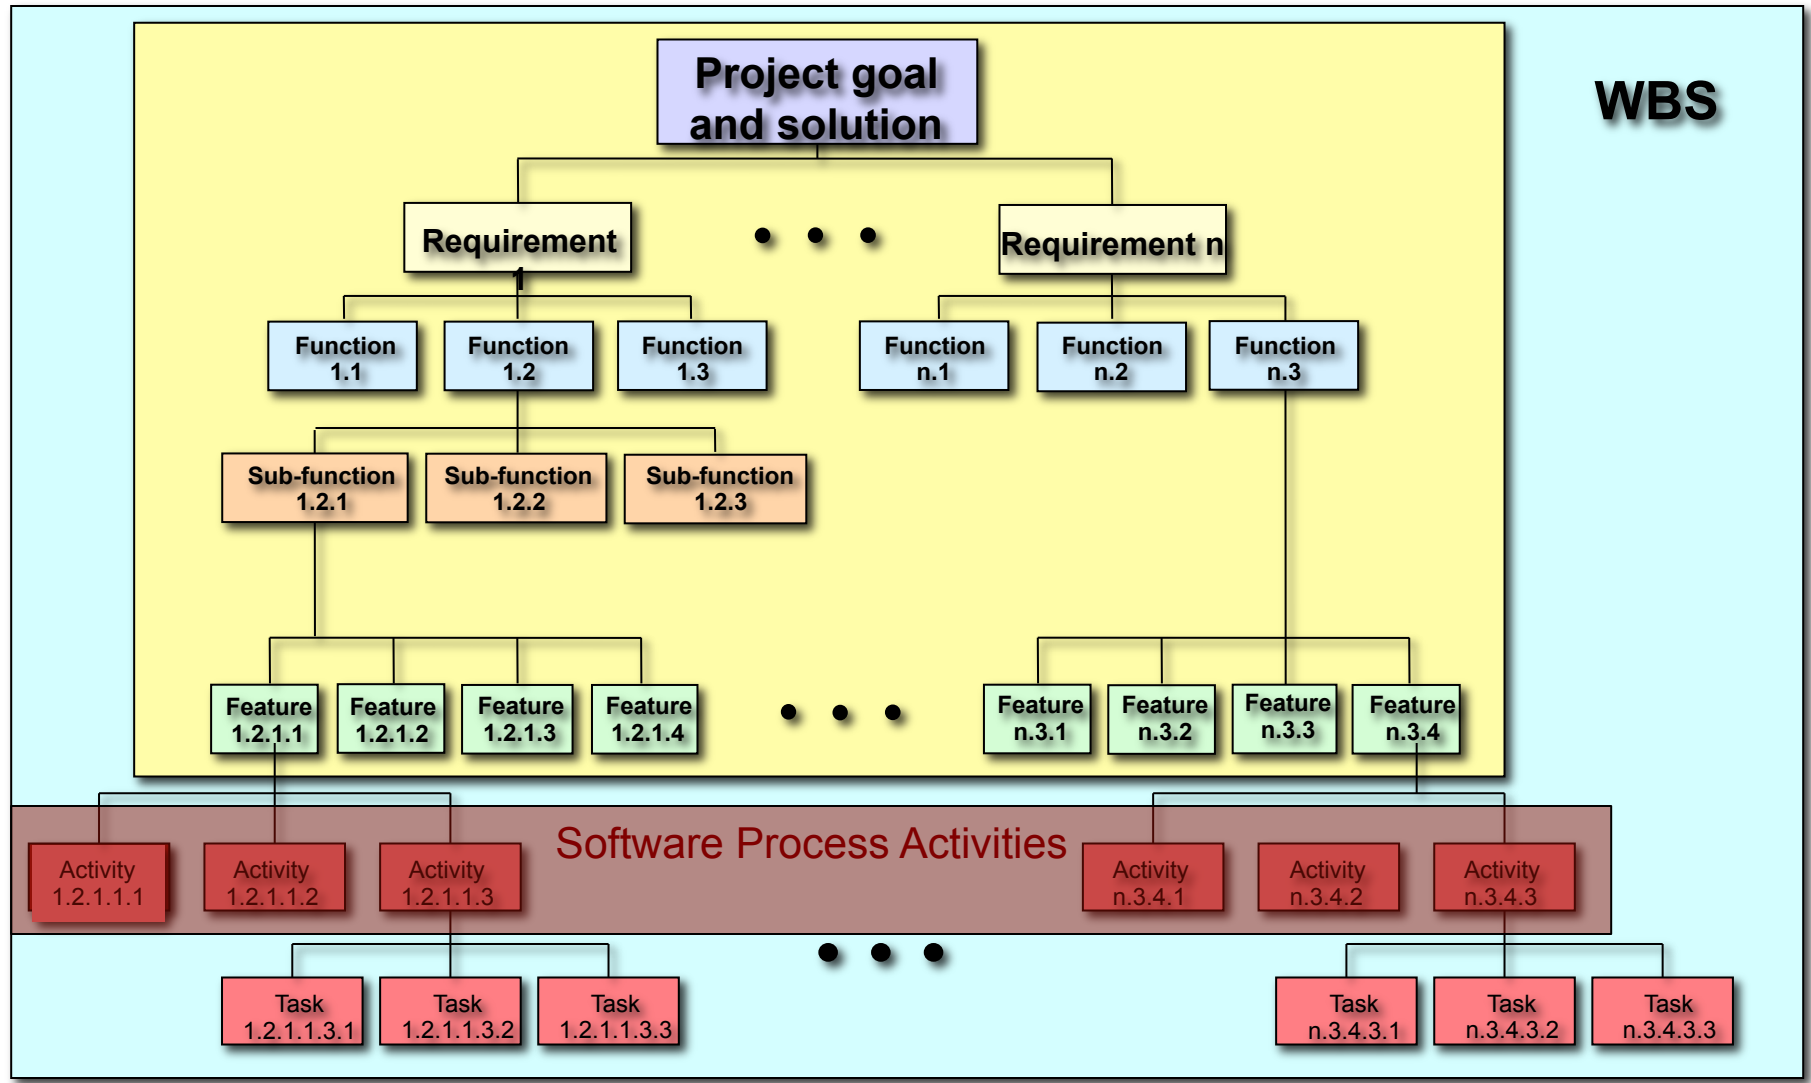 Project goal
and solution
WBS
Requirement
1
Requirement n
Function
1.1
Function
1.2
Function
1.3
Function
n.1
Function
n.2
Function
n.3
Sub-function
1.2.1
Sub-function
1.2.2
Sub-function
1.2.3
Feature
1.2.1.1
Feature
1.2.1.2
Feature
1.2.1.3
Feature
1.2.1.4
Feature
n.3.1
Feature
n.3.2
Feature
n.3.3
Feature
n.3.4
Software Process Activities
Activity
1.2.1.1.1
Activity
1.2.1.1.2
Activity
1.2.1.1.3
Activity
n.3.4.1
Activity
n.3.4.2
Activity
n.3.4.3
Task
1.2.1.1.3.1
Task
1.2.1.1.3.2
Task
1.2.1.1.3.3
Task
n.3.4.3.1
Task
n.3.4.3.2
Task
n.3.4.3.3